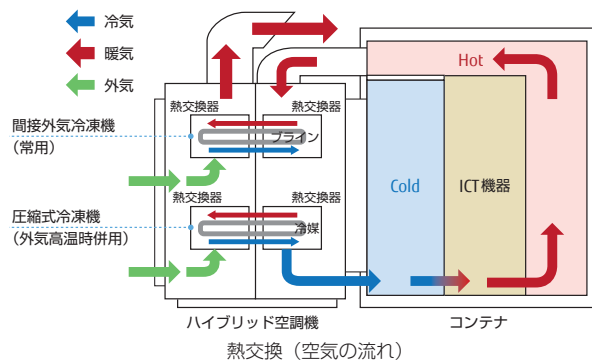 冷気
暖気
外気
Hot
熱交換器
熱交換器
間接外気冷凍機
(常用)
ブライン
Cold
ICT機器
熱交換器
熱交換器
圧縮式冷凍機
(外気高温時併用)
冷媒
ハイブリッド空調機
コンテナ
熱交換（空気の流れ）